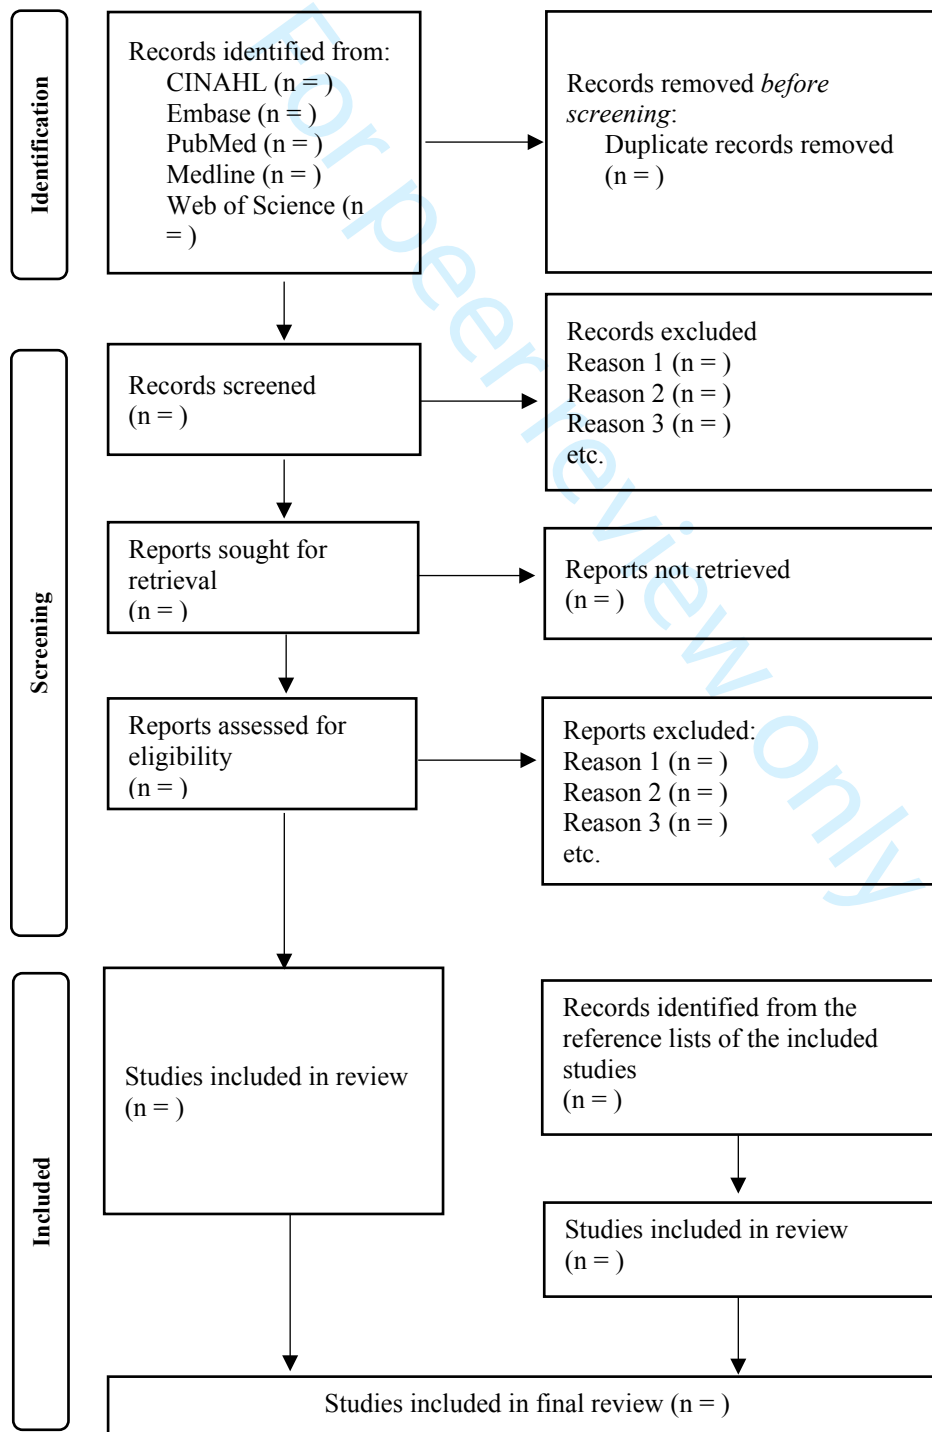 Identification
Records identified from:
CINAHL (n = )
Embase (n = )
PubMed (n = )
Medline (n = )
Web of Science (n
= )
Records removed before
screening:
Duplicate records removed
(n = )
Screening
Records screened
(n = )
Records excluded
Reason 1 (n = )
Reason 2 (n = )
Reason 3 (n = )
etc.
Reports sought for
retrieval
(n = )
Reports not retrieved
(n = )
Reports assessed for
eligibility
(n = )
Reports excluded:
Reason 1 (n = )
Reason 2 (n = )
Reason 3 (n = )
etc.
Included
Studies included in review
(n = )
Records identified from the
reference lists of the included
studies
(n = )
Studies included in review
(n = )
Studies included in final review (n = )
For peer review only